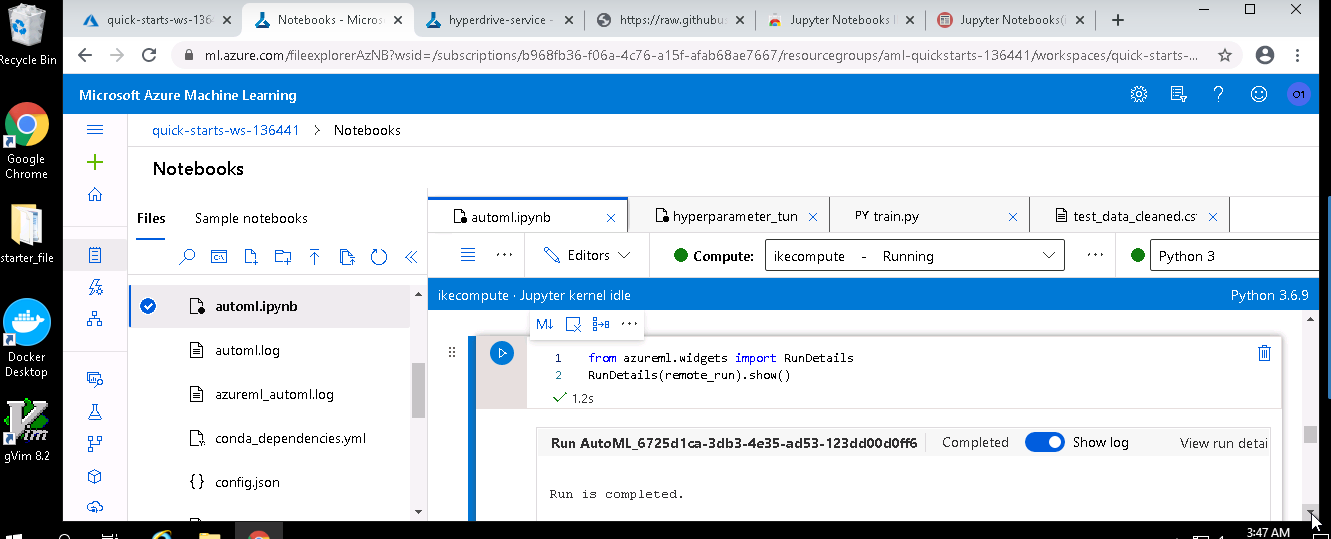 quick-starts-ws-136
Notebooks - Micros
hyperdrive-service -
https://raw.githubus
Jupyter Notebooks
Jupyter Notebooks(i
ml.azure.com/fileexplorerAzNB?wsid=/subscriptions/b968fb36-f06a-4c76-a15f-afab68ae7667/resourcegroups/aml-quickstarts-136441/workspaces/quick-starts-...
Recycle Bin
Google
Chrome
starter_file
Docker
Desktop
gVim 8.2
Microsoft Azure Machine Learning
O1
quick-starts-ws-136441 > Notebooks
Notebooks
Files
Sample notebooks
automl.ipynb
automl.log
azureml_automl.log
conda_dependencies.yml
{} config.json
automl.ipynb
hyperparameter_tun
PY train.py
test_data_cleaned.cs
Editors
Compute:
ikecompute - Running
Python 3
ikecompute · Jupyter kernel idle
Python 3.6.9
M↓
1 from azureml.widgets import RunDetails
2 RunDetails(remote_run).show()
1.2s
Run AutoML_6725d1ca-3db3-4e35-ad53-123dd00d0ff6
Completed
Show log
View run detai
Run is completed.
3:47 AM